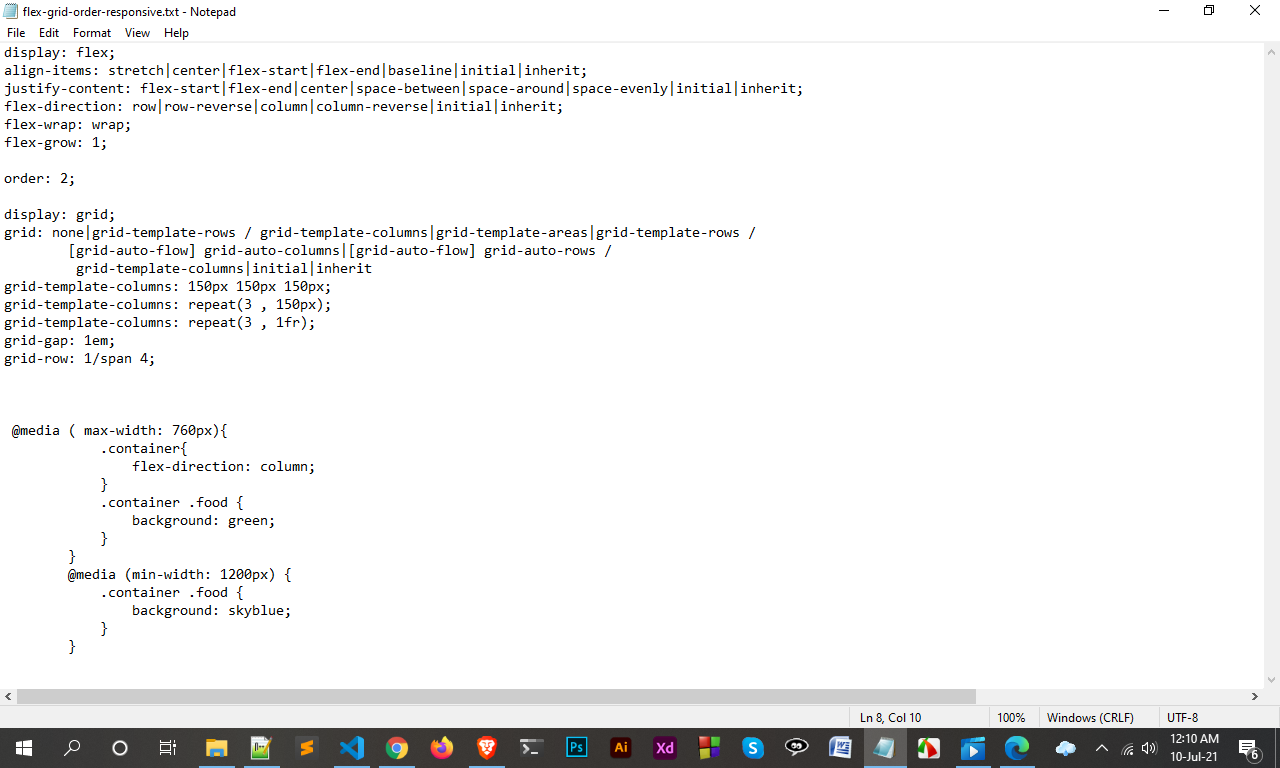 flex-grid-order-responsive.txt - Notepad
File Edit Format View Help
display: flex;
align-items: stretch|center|flex-start|flex-end|baseline|initial|inherit;
justify-content: flex-start|flex-end|center|space-between|space-around|space-evenly|initial|inherit;
flex-direction: row|row-reverse|column|column-reverse|initial|inherit;
flex-wrap: wrap;
flex-grow: 1;
order: 2;
display: grid;
grid: none|grid-template-rows / grid-template-columns|grid-template-areas|grid-template-rows /
[grid-auto-flow] grid-auto-columns|[grid-auto-flow] grid-auto-rows /
grid-template-columns|initial|inherit
grid-template-columns: 150px 150px 150px;
grid-template-columns: repeat(3 , 150px);
grid-template-columns: repeat(3 , 1fr);
grid-gap: 1em;
grid-row: 1/span 4;
@media ( max-width: 760px){
.container{
flex-direction: column;
}
.container .food {
background: green;
}
}
@media (min-width: 1200px) {
.container .food {
background: skyblue;
}
}
Ln 8, Col 10 100% Windows (CRLF) UTF-8
Ps Ai Xd
12:10 AM
10-Jul-21
6